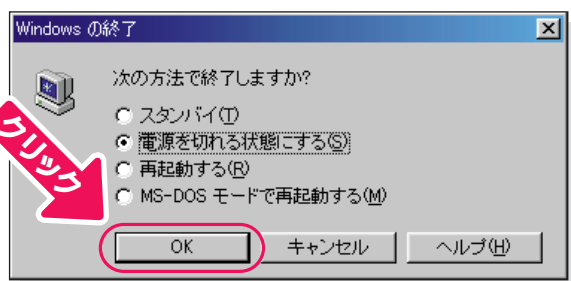 Windows の終了
次の方法で終了しますか?
スタンバイ(T)
電源を切れる状態にする(S)
再起動する(R)
MS-DOS モードで再起動する(M)
クリック
OK キャンセル ヘルプ(H)